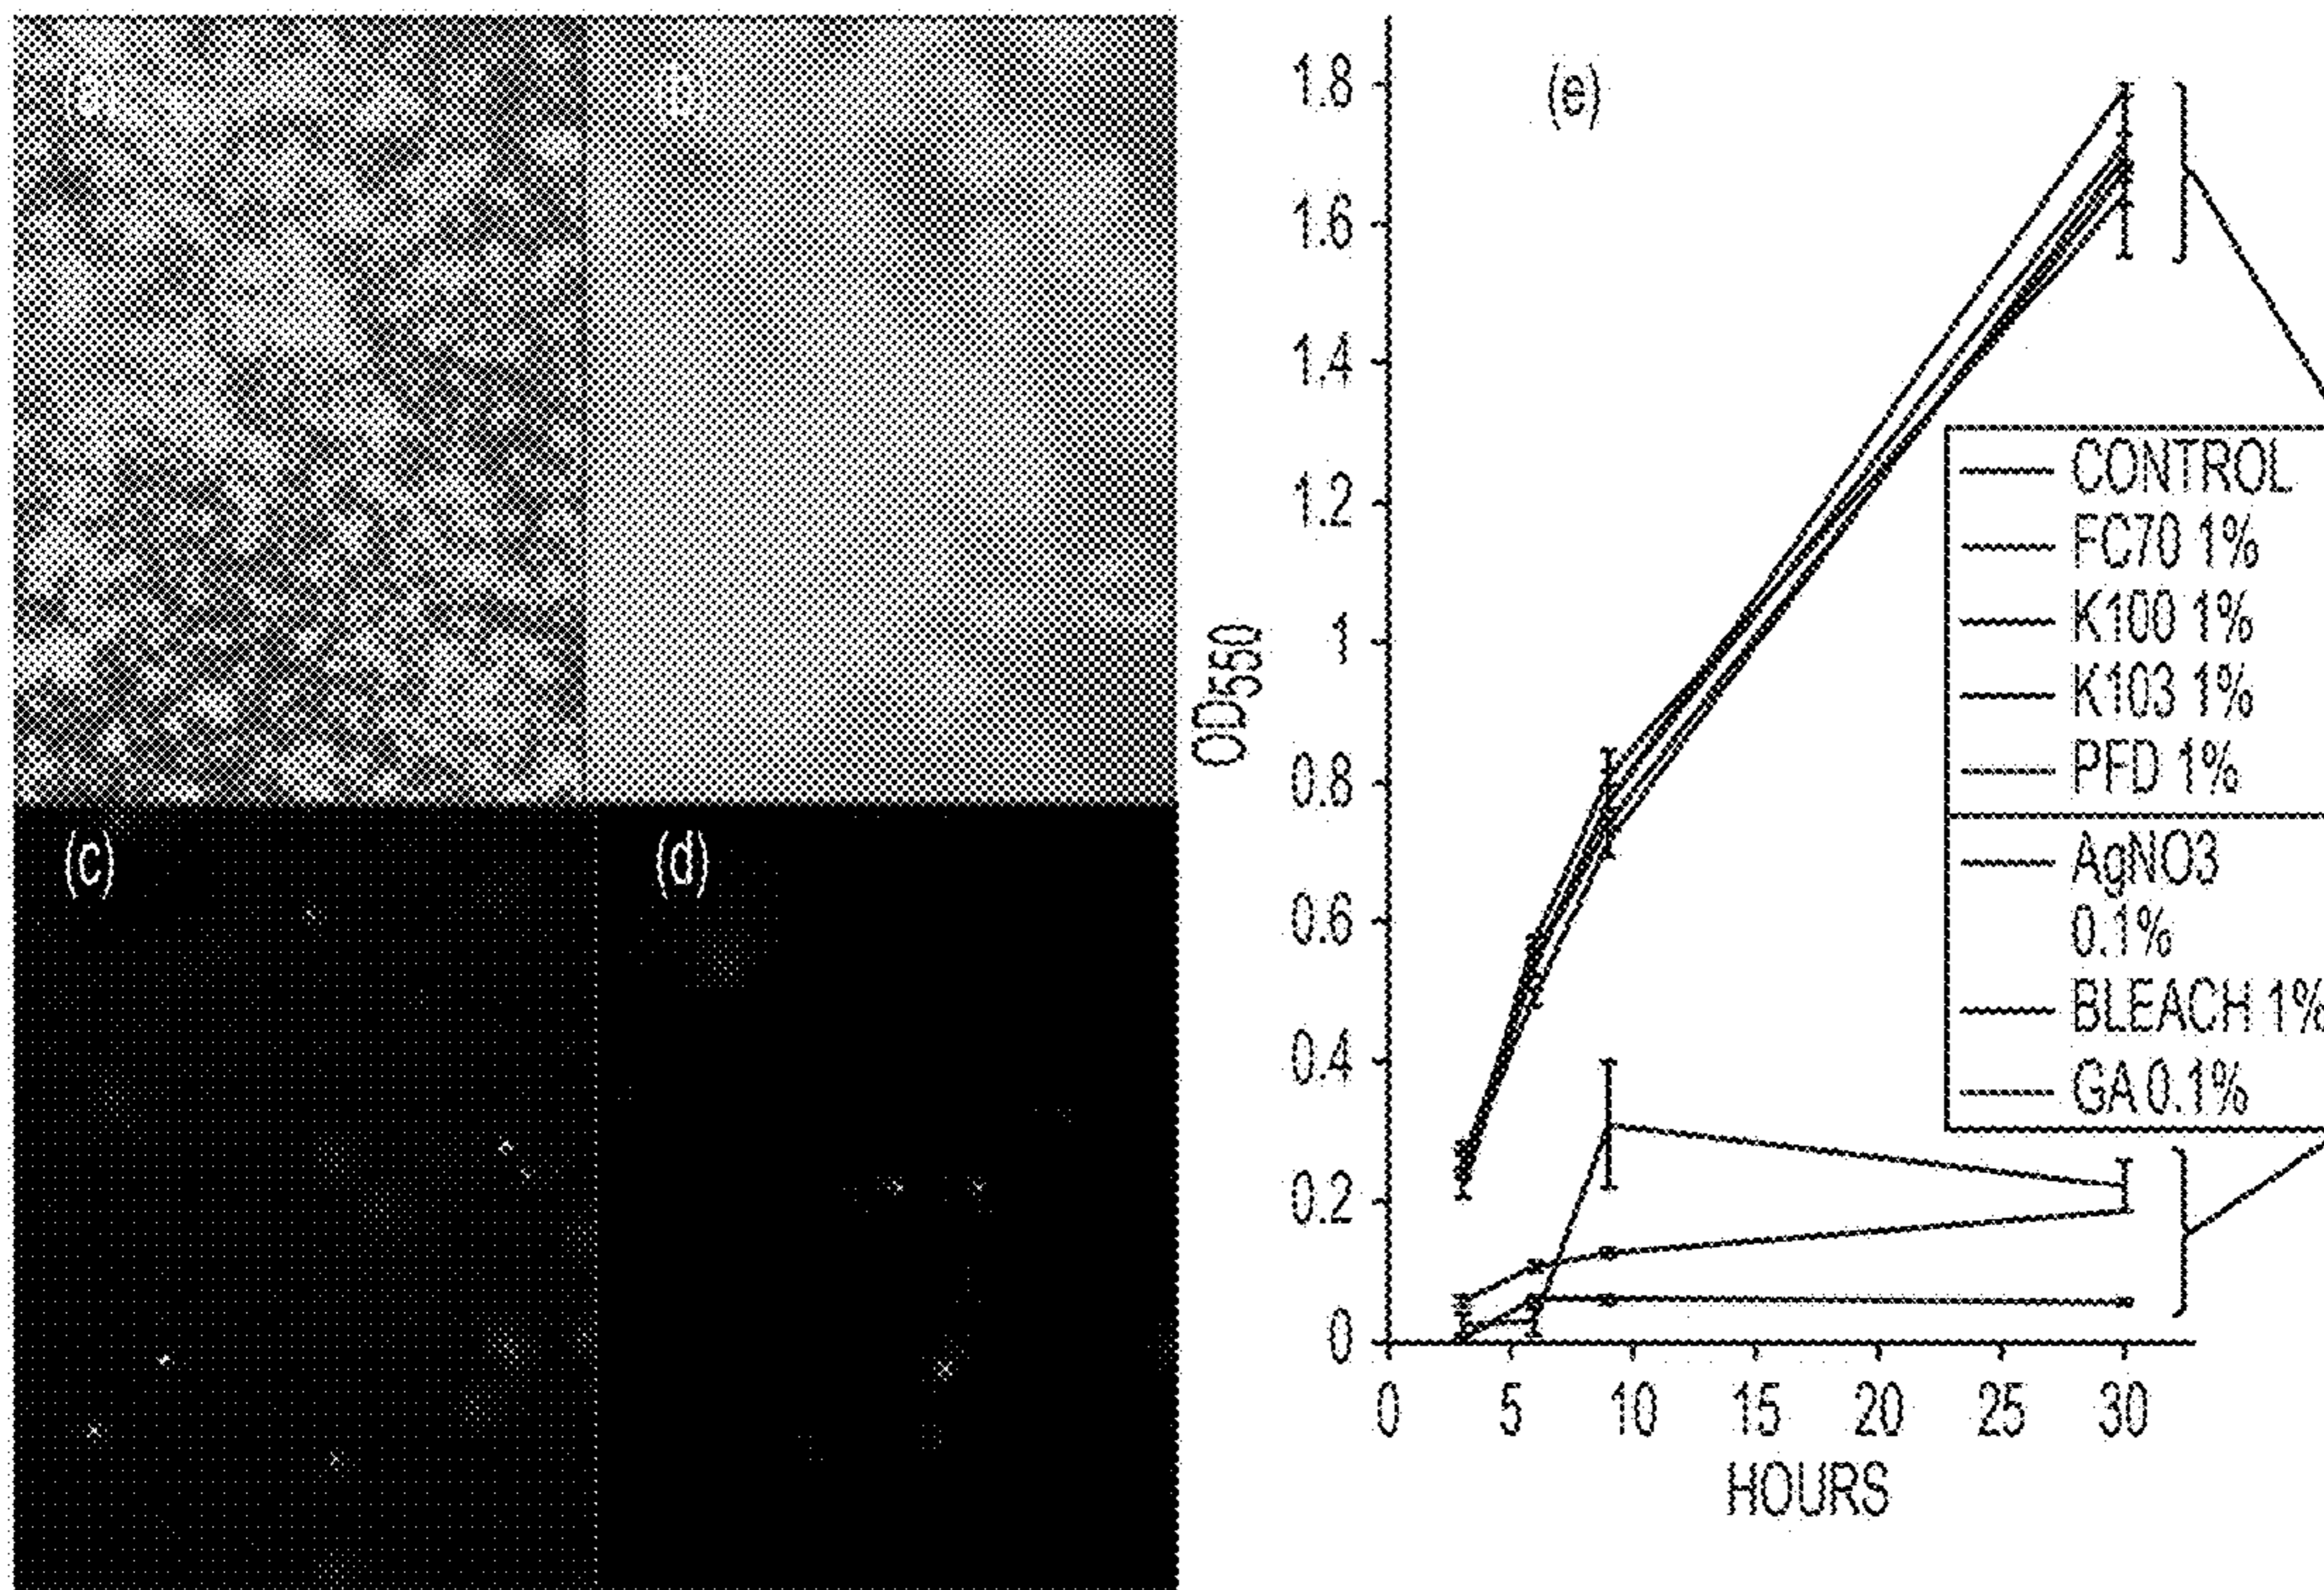 (a)
(b)
(c)
(d)
(e)
OD550
1.8
1.6
1.4
1.2
1
0.8
0.6
0.4
0.2
0
0
5
10
15
20
25
30
HOURS
CONTROL
FC70 1%
K100 1%
K103 1%
PFD 1%
AgNO3
0.1%
BLEACH 1%
GA 0.1%